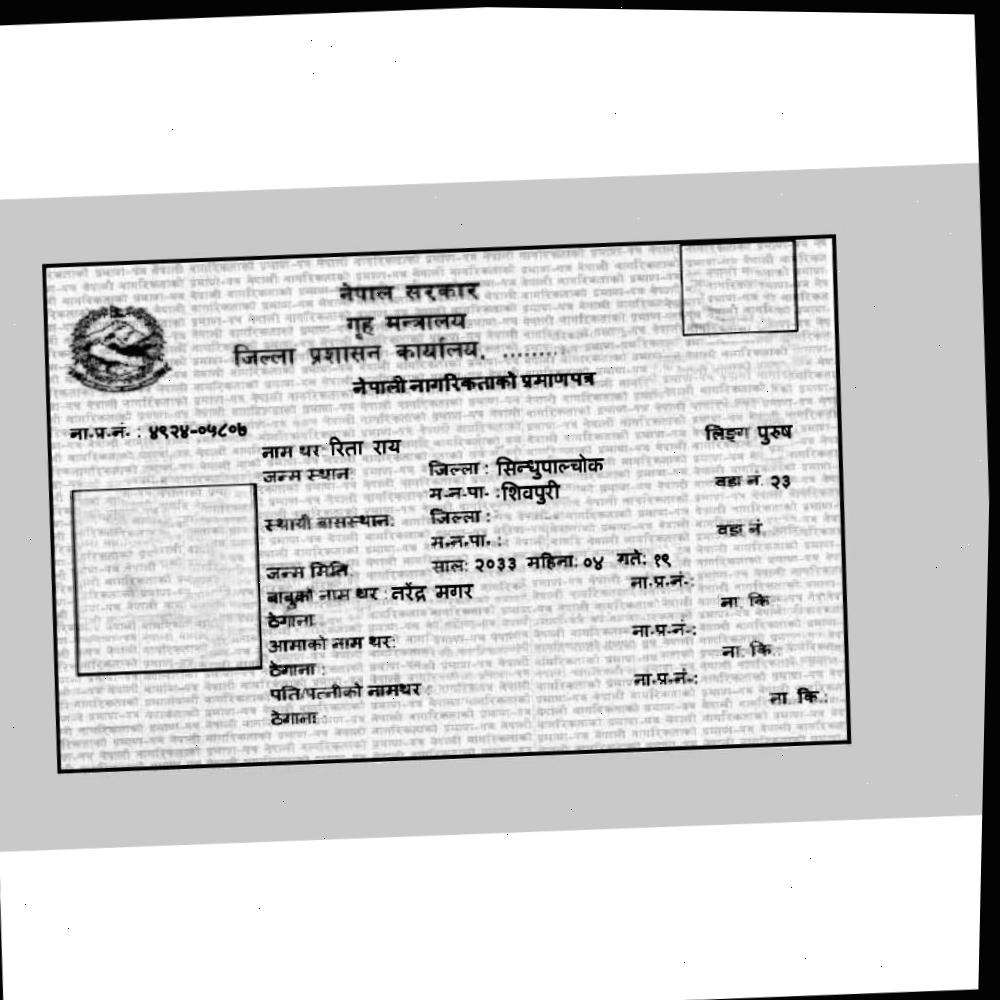 नेपाल सरकार
गृह मन्त्रालय
जिल्ला प्रशासन कार्यालय, .........
नेपाली नागरिकताको प्रमाणपत्र
ना.प्र.नं. : ४९२४-०५८०७
लिङ्ग पुरुष
नाम थर रिता राय
जन्म स्थान: जिल्ला : सिन्धुपाल्चोक
म.न.पा. : शिवपुरी वडा नं. २३
स्थायी बासस्थान: जिल्ला :
म.न.पा. : वडा नं.
जन्म मिति: साल: २०३३ महिना: ०४ गते: १९
बाबुको नाम थर : तरेंद्र मगर ना.प्र.नं.:
ठेगाना ना. कि.:
आमाको नाम थर: ना.प्र.नं.:
ठेगाना : ना. कि.:
पति/पत्नीको नामथर : ना.प्र.नं.:
ठेगाना : ना. कि.: